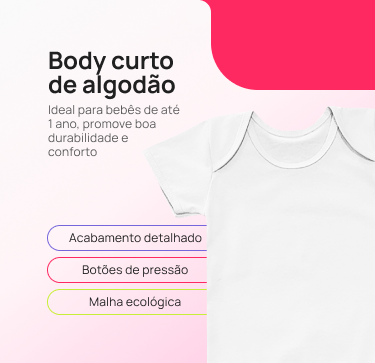 Body curto
de algodão
Ideal para bebês de até
1 ano, promove boa
durabilidade e
conforto
Acabamento detalhado
Botões de pressão
Malha ecológica